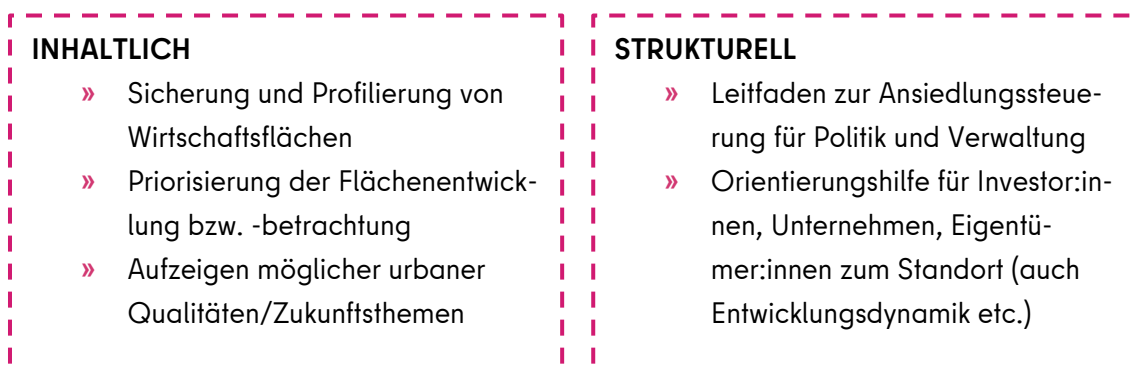 INHALTLICH
» Sicherung und Profilierung von
Wirtschaftsflächen
» Priorisierung der Flächenentwick-
lung bzw. -betrachtung
» Aufzeigen möglicher urbaner
Qualitäten/Zukunftsthemen
STRUKTURELL
» Leitfaden zur Ansiedlungssteue-
rung für Politik und Verwaltung
» Orientierungshilfe für Investor:in-
nen, Unternehmen, Eigentü-
mer:innen zum Standort (auch
Entwicklungsdynamik etc.)